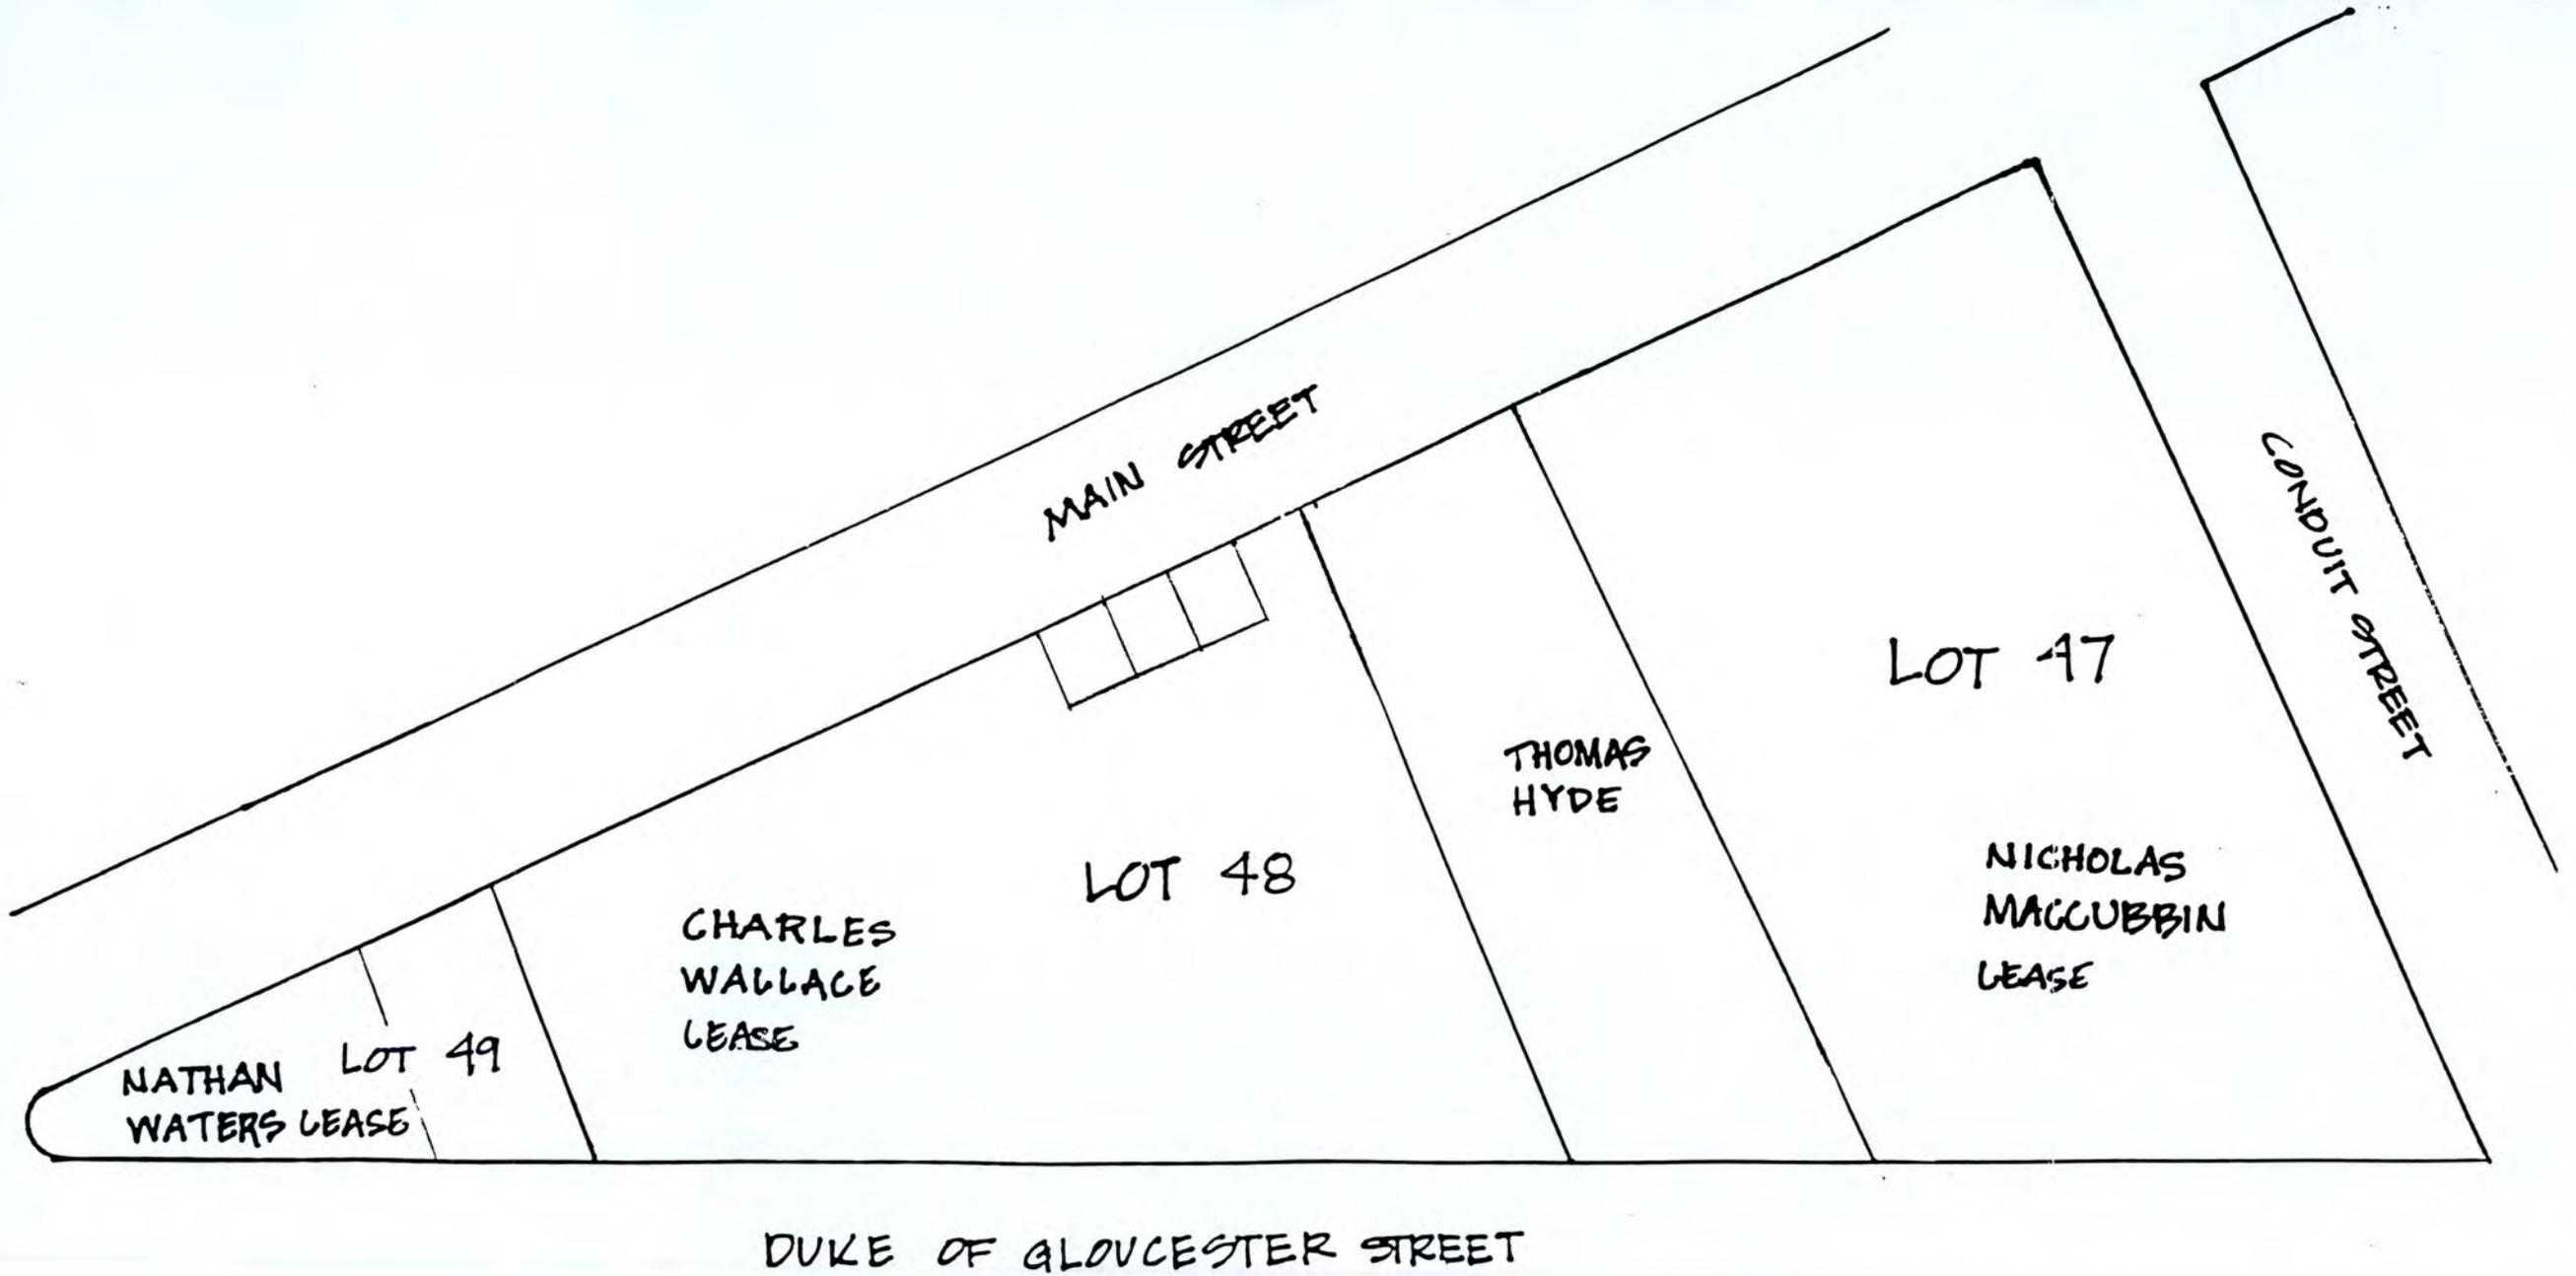 MAIN STREET
CONDUIT STREET
LOT 47
THOMAS
HYDE
NICHOLAS
MACCUBBIN
LEASE
LOT 48
CHARLES
WALLACE
LEASE
LOT 49
NATHAN
WATERS LEASE
DUKE OF GLOUCESTER STREET